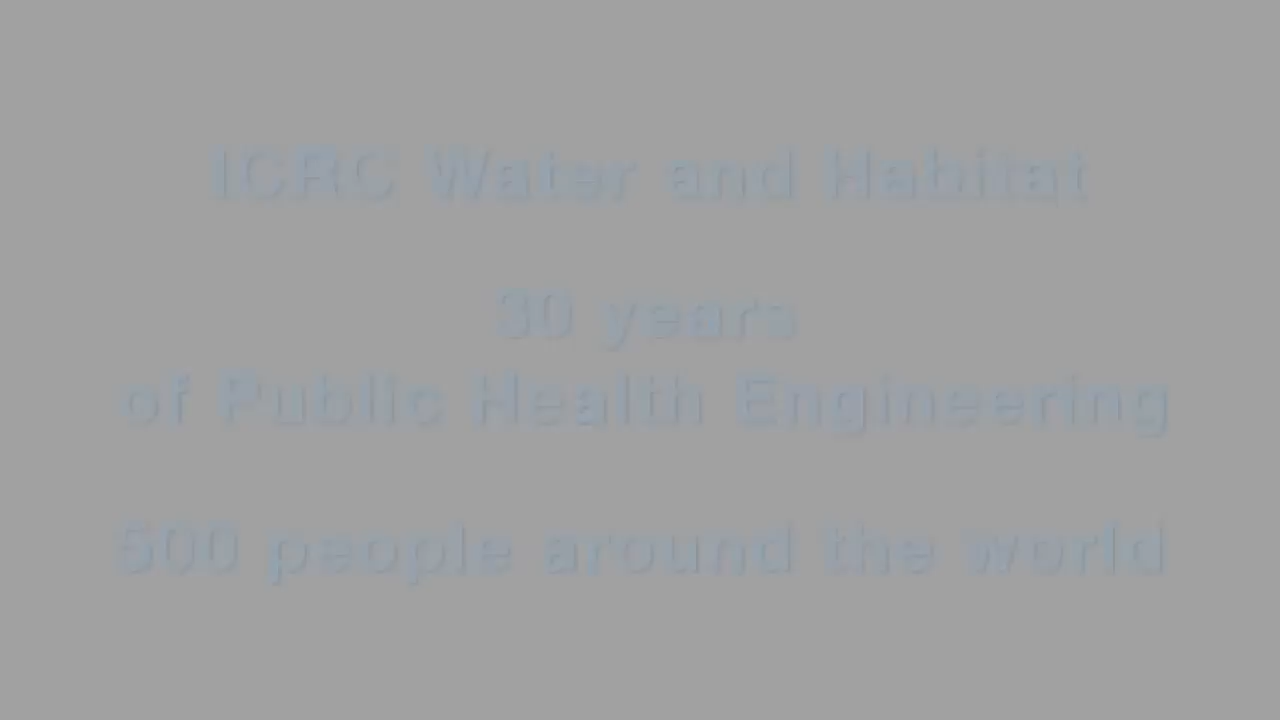 ICRC Water and Habitat
30 years
of Public Health Engineering
500 people around the world